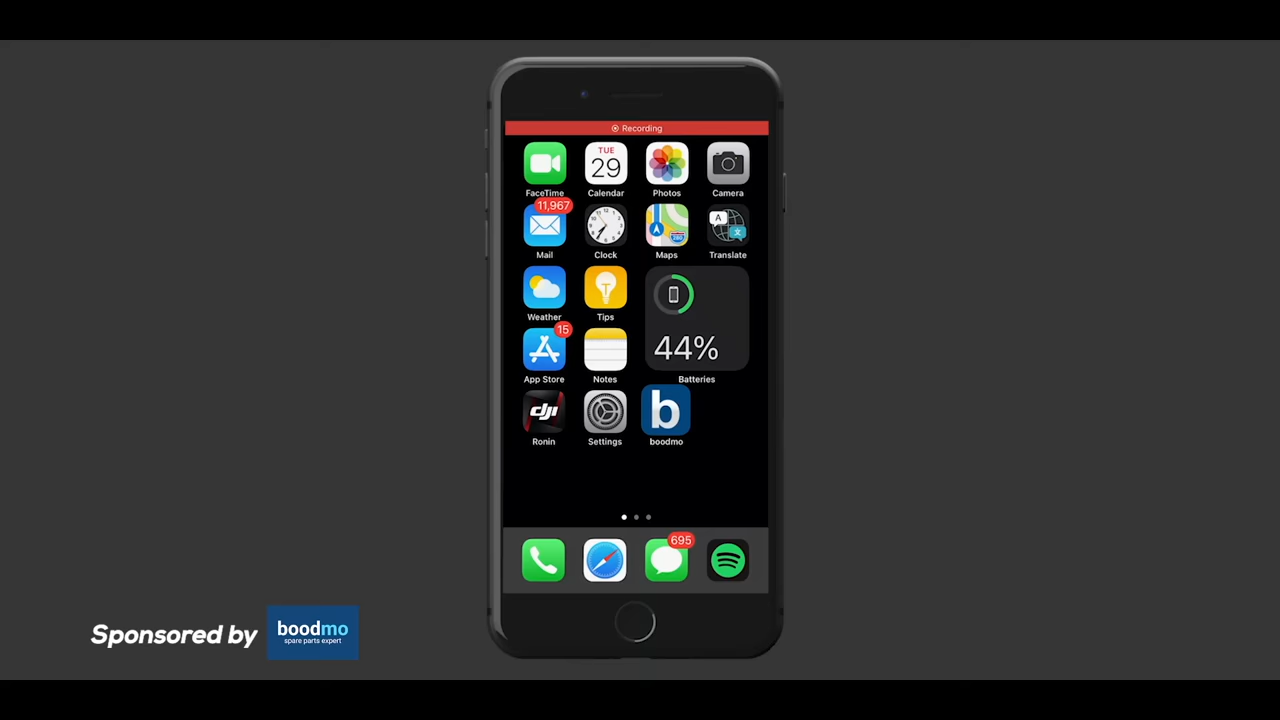 Recording
TUE
29
FaceTime
Calendar
Photos
Camera
11,967
A
Mail
Clock
Maps
Translate
44%
Weather
Tips
15
App Store
Notes
Batteries
dji
b
Ronin
Settings
boodmo
695
Sponsored by
boodmo
spare parts expert